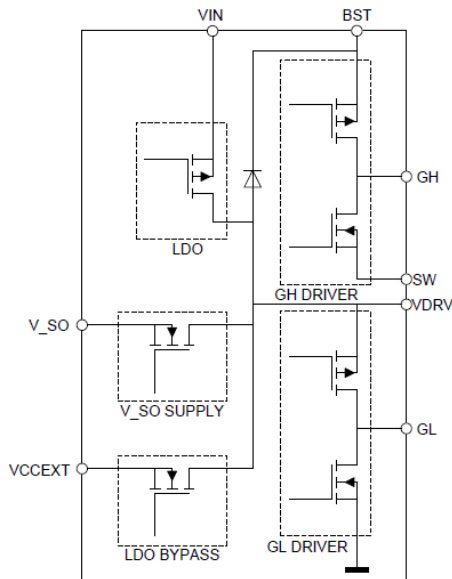 VIN
BST
GH
LDO
SW
GH DRIVER
VDRV
V_SO
V_SO SUPPLY
GL
VCCEXT
LDO BYPASS
GL DRIVER